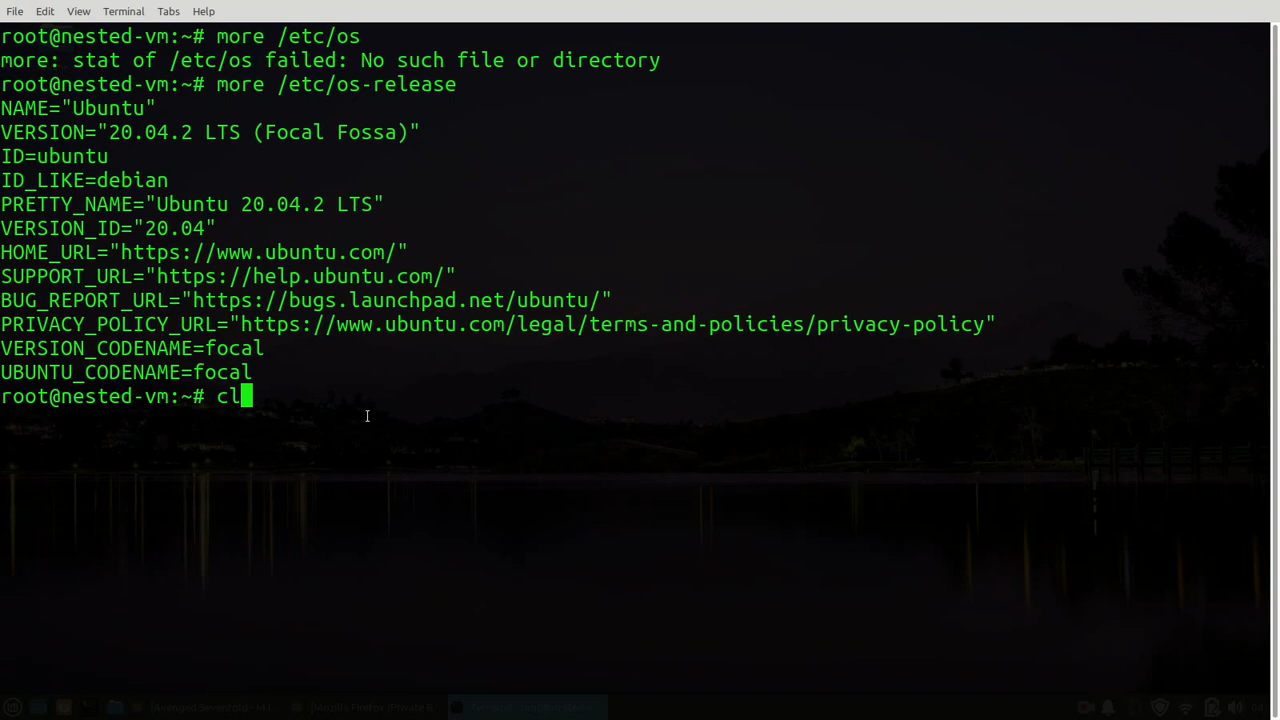 File Edit View Terminal Tabs Help
root@nested-vm:~# more /etc/os
more: stat of /etc/os failed: No such file or directory
root@nested-vm:~# more /etc/os-release
NAME="Ubuntu"
VERSION="20.04.2 LTS (Focal Fossa)"
ID=ubuntu
ID_LIKE=debian
PRETTY_NAME="Ubuntu 20.04.2 LTS"
VERSION_ID="20.04"
HOME_URL="https://www.ubuntu.com/"
SUPPORT_URL="https://help.ubuntu.com/"
BUG_REPORT_URL="https://bugs.launchpad.net/ubuntu/"
PRIVACY_POLICY_URL="https://www.ubuntu.com/legal/terms-and-policies/privacy-policy"
VERSION_CODENAME=focal
UBUNTU_CODENAME=focal
root@nested-vm:~# cl